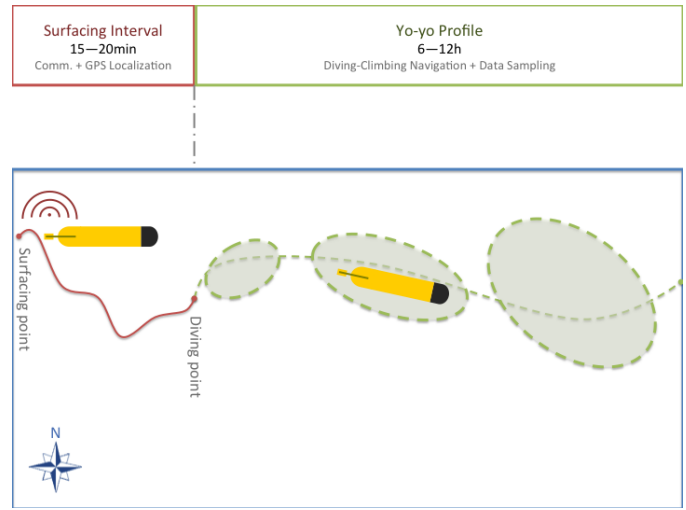 Surfacing Interval
15—20min
Comm. + GPS Localization
Yo-yo Profile
6—12h
Diving-Climbing Navigation + Data Sampling
Surfacing point
Diving point
N